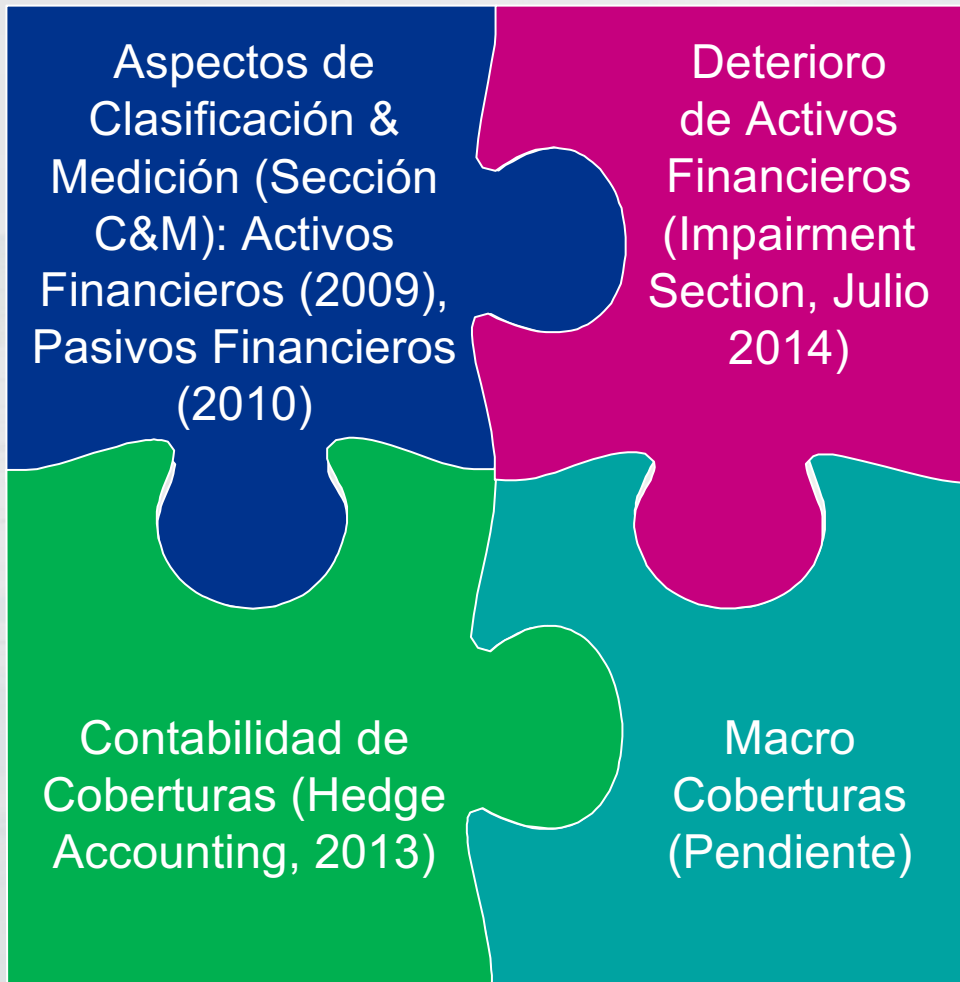 Aspectos de
Clasificación &
Medición (Sección
C&M): Activos
Financieros (2009),
Pasivos Financieros
(2010)
Deterioro
de Activos
Financieros
(Impairment
Section, Julio
2014)
Contabilidad de
Coberturas (Hedge
Accounting, 2013)
Macro
Coberturas
(Pendiente)